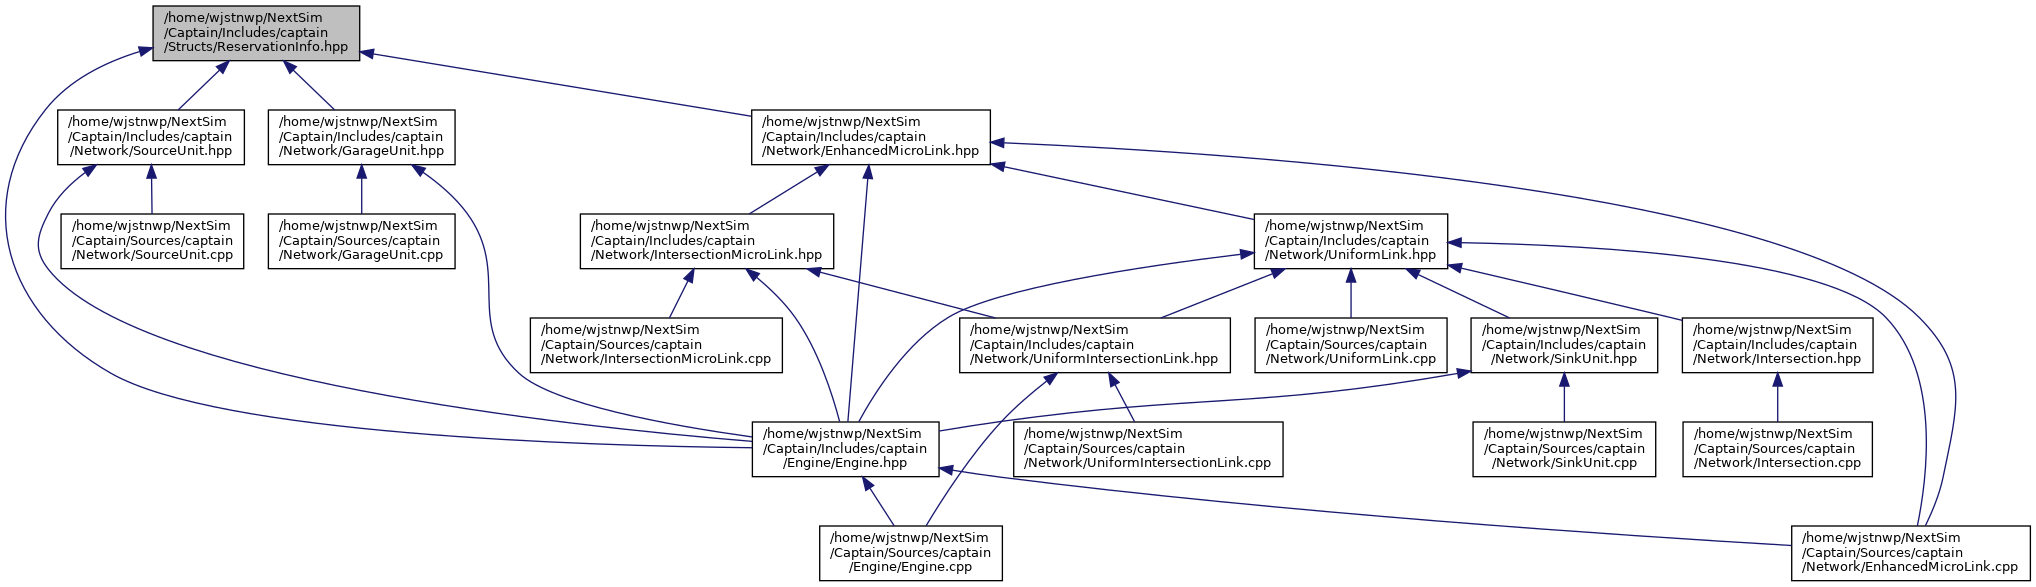 /home/wjstnwp/NextSim
/Captain/Includes/captain
/Structs/ReservationInfo.hpp
/home/wjstnwp/NextSim
/Captain/Includes/captain
/Network/SourceUnit.hpp
/home/wjstnwp/NextSim
/Captain/Includes/captain
/Network/GarageUnit.hpp
/home/wjstnwp/NextSim
/Captain/Includes/captain
/Network/EnhancedMicroLink.hpp
/home/wjstnwp/NextSim
/Captain/Sources/captain
/Network/SourceUnit.cpp
/home/wjstnwp/NextSim
/Captain/Sources/captain
/Network/GarageUnit.cpp
/home/wjstnwp/NextSim
/Captain/Includes/captain
/Network/IntersectionMicroLink.hpp
/home/wjstnwp/NextSim
/Captain/Includes/captain
/Network/UniformLink.hpp
/home/wjstnwp/NextSim
/Captain/Sources/captain
/Network/IntersectionMicroLink.cpp
/home/wjstnwp/NextSim
/Captain/Includes/captain
/Network/UniformIntersectionLink.hpp
/home/wjstnwp/NextSim
/Captain/Sources/captain
/Network/UniformLink.cpp
/home/wjstnwp/NextSim
/Captain/Includes/captain
/Network/SinkUnit.hpp
/home/wjstnwp/NextSim
/Captain/Includes/captain
/Network/Intersection.hpp
/home/wjstnwp/NextSim
/Captain/Includes/captain
/Engine/Engine.hpp
/home/wjstnwp/NextSim
/Captain/Sources/captain
/Network/UniformIntersectionLink.cpp
/home/wjstnwp/NextSim
/Captain/Sources/captain
/Network/SinkUnit.cpp
/home/wjstnwp/NextSim
/Captain/Sources/captain
/Network/Intersection.cpp
/home/wjstnwp/NextSim
/Captain/Sources/captain
/Engine/Engine.cpp
/home/wjstnwp/NextSim
/Captain/Sources/captain
/Network/EnhancedMicroLink.cpp